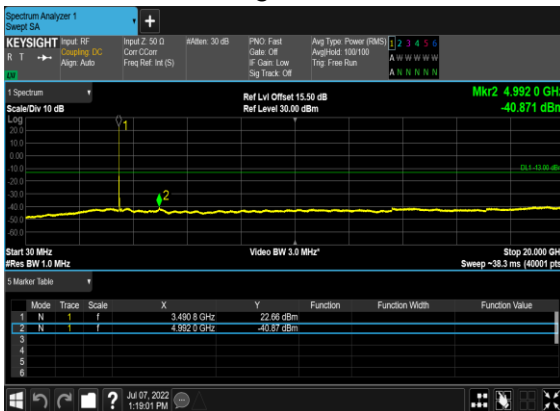 Spectrum Analyzer 1
Swept SA
KEYSIGHT Input: RF Input Z: 50 Ω #Atten: 30 dB PNO: Fast Avg Type: Power (RMS) 1 2 3 4 5 6
R T Coupling: DC Corr CCorr Gate: Off Avg|Hold: 100/100 A W W W W W
Align: Auto Freq Ref: Int (S) IF Gain: Low Trig: Free Run
Sig Track: Off A N N N N N
1 Spectrum
Scale/Div 10 dB Ref Lvl Offset 15.50 dB Mkr2 4.992 0 GHz
Ref Level 30.00 dBm -40.871 dBm
Log
20.0
10.0
0.00
-10.0
DL1 -13.00 dBm
-20.0
-30.0
-40.0
-50.0
-60.0
1
2
Start 30 MHz Video BW 3.0 MHz* Stop 20.000 GHz
#Res BW 1.0 MHz Sweep ~38.3 ms (40001 pts)
5 Marker Table
Mode Trace Scale X Y Function Function Width Function Value
1 N 1 f 3.490 8 GHz 22.66 dBm
2 N 1 f 4.992 0 GHz -40.87 dBm
3
4
5
6
? Jul 07, 2022
1:19:01 PM